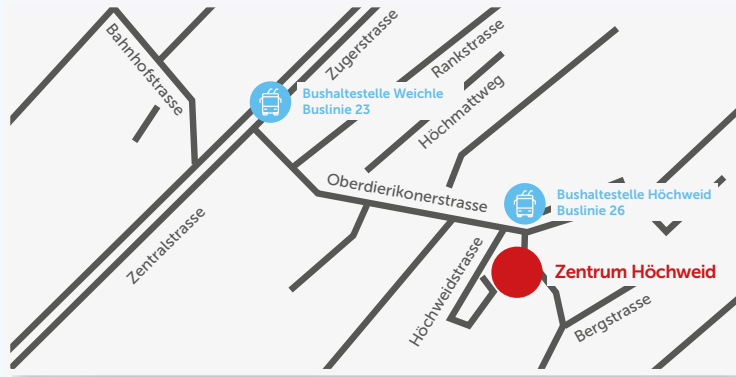 Bahnhofstrasse
Zugerstrasse
Rankstrasse
Höchmattweg
Bushaltestelle Weichle
Buslinie 23
Oberdierikonerstrasse
Bushaltestelle Höchweid
Buslinie 26
Zentralstrasse
Höchweidstrasse
Zentrum Höchweid
Bergstrasse